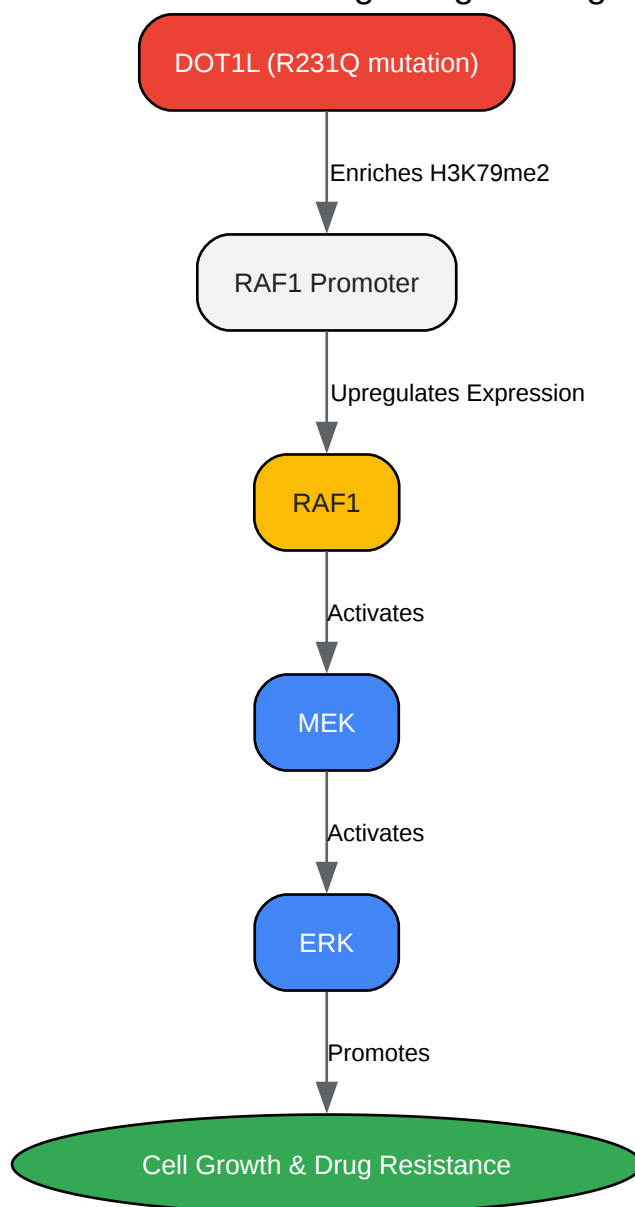 DOT1L (R231Q mutation)
Enriches H3K79me2
RAF1 Promoter
Upregulates Expression
RAF1
Activates
MEK
Activates
ERK
Promotes
Cell Growth & Drug Resistance